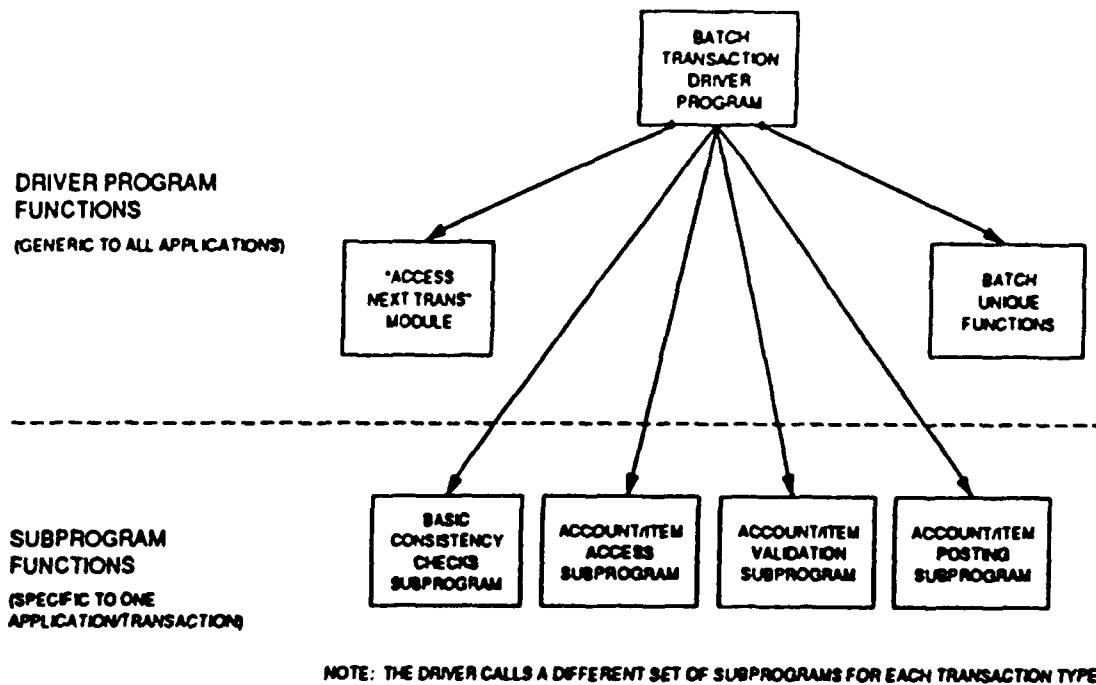 BATCH
TRANSACTION
DRIVER
PROGRAM
DRIVER PROGRAM
FUNCTIONS
(GENERIC TO ALL APPLICATIONS)
"ACCESS
NEXT TRANS"
MODULE
BATCH
UNIQUE
FUNCTIONS
SUBPROGRAM
FUNCTIONS
(SPECIFIC TO ONE
APPLICATION/TRANSACTION)
BASIC
CONSISTENCY
CHECKS
SUBPROGRAM
ACCOUNT/ITEM
ACCESS
SUBPROGRAM
ACCOUNT/ITEM
VALIDATION
SUBPROGRAM
ACCOUNT/ITEM
POSTING
SUBPROGRAM
NOTE: THE DRIVER CALLS A DIFFERENT SET OF SUBPROGRAMS FOR EACH TRANSACTION TYPE